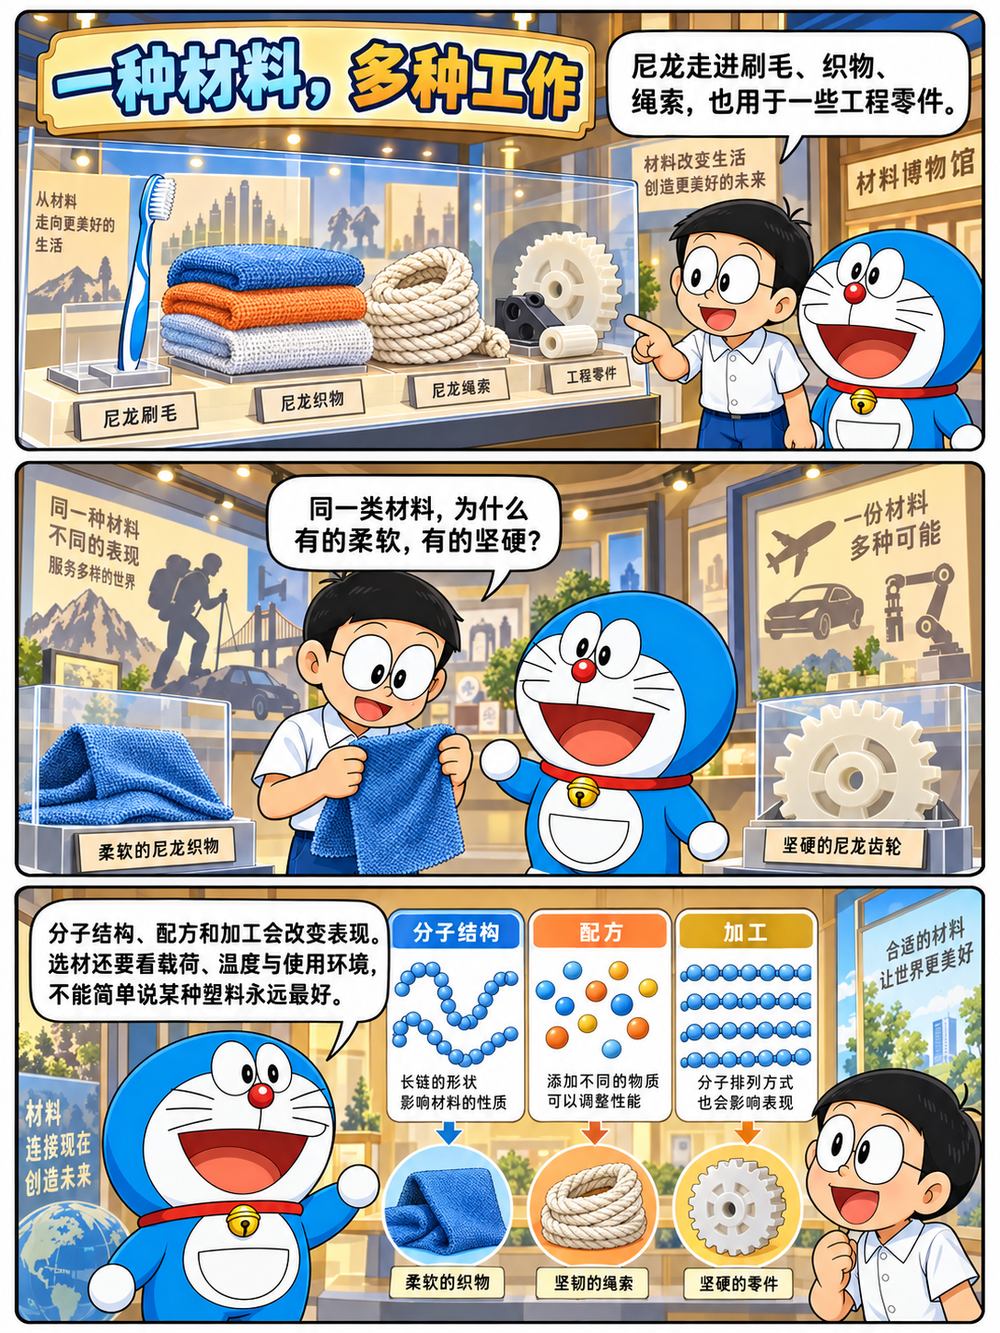 一种材料，多种工作
尼龙走进刷毛、织物、
绳索，也用于一些工程零件。
从材料
走向更美好的
生活
材料改变生活
创造更美好的未来
材料博物馆
尼龙刷毛
尼龙织物
尼龙绳索
工程零件
同一类材料，为什么
有的柔软，有的坚硬？
同一种材料
不同的表现
服务多样的世界
一份材料
多种可能
柔软的尼龙织物
坚硬的尼龙齿轮
分子结构、配方和加工会改变表现。
选材还要看载荷、温度与使用环境，
不能简单说某种塑料永远最好。
分子结构
长链的形状
影响材料的性质
配方
添加不同的物质
可以调整性能
加工
分子排列方式
也会影响表现
合适的材料
让世界更美好
材料
连接现在
创造未来
柔软的织物
坚韧的绳索
坚硬的零件